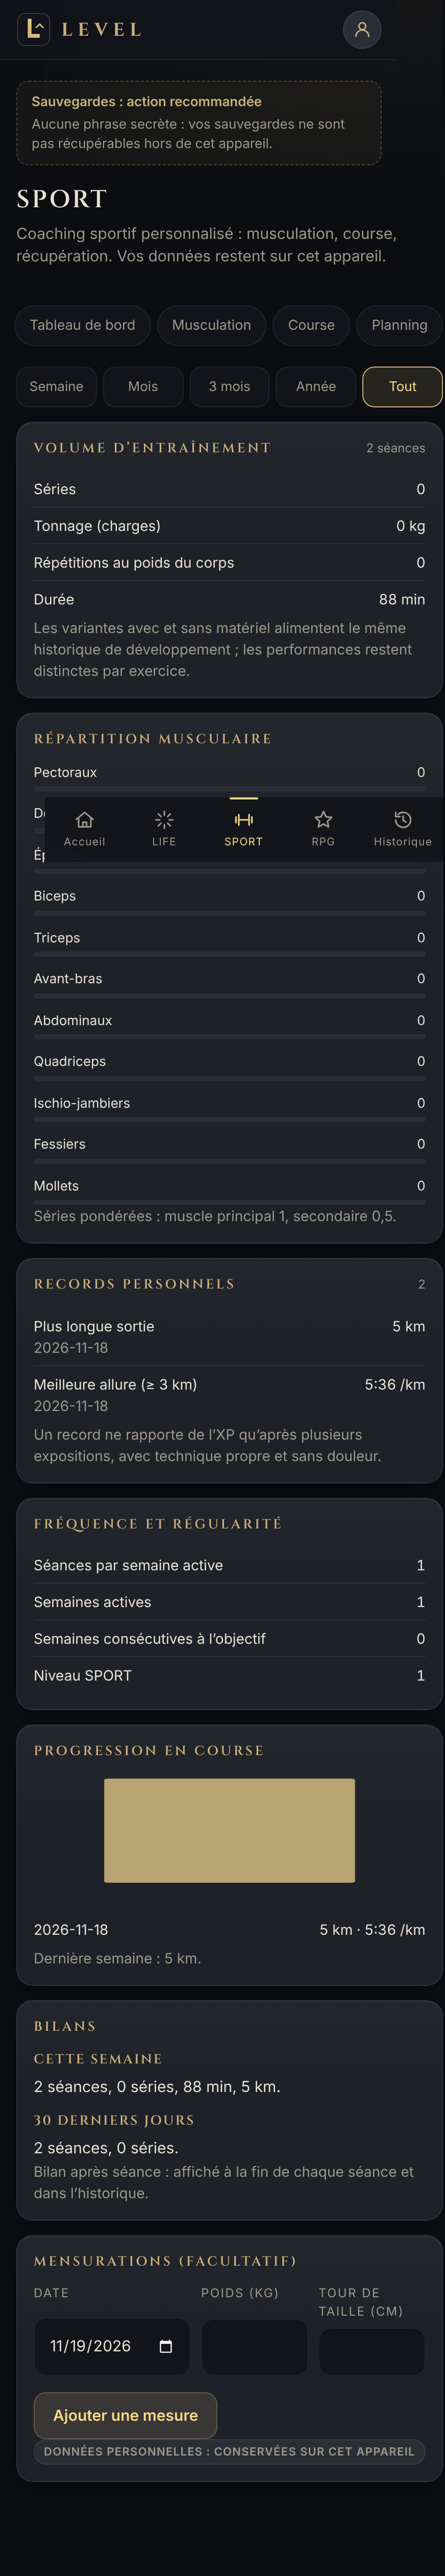 LEVEL
Sauvegardes : action recommandée
Aucune phrase secrète : vos sauvegardes ne sont
pas récupérables hors de cet appareil.
SPORT
Coaching sportif personnalisé : musculation, course,
récupération. Vos données restent sur cet appareil.
Tableau de bord Musculation Course Planning
Semaine Mois 3 mois Année Tout
VOLUME D’ENTRAÎNEMENT 2 séances
Séries 0
Tonnage (charges) 0 kg
Répétitions au poids du corps 0
Durée 88 min
Les variantes avec et sans matériel alimentent le même
historique de développement ; les performances restent
distinctes par exercice.
RÉPARTITION MUSCULAIRE
Pectoraux 0
Accueil LIFE SPORT RPG Historique
Biceps 0
Triceps 0
Avant-bras 0
Abdominaux 0
Quadriceps 0
Ischio-jambiers 0
Fessiers 0
Mollets 0
Séries pondérées : muscle principal 1, secondaire 0,5.
RECORDS PERSONNELS 2
Plus longue sortie 5 km
2026-11-18
Meilleure allure (≥ 3 km) 5:36 /km
2026-11-18
Un record ne rapporte de l’XP qu’après plusieurs
expositions, avec technique propre et sans douleur.
FRÉQUENCE ET RÉGULARITÉ
Séances par semaine active 1
Semaines actives 1
Semaines consécutives à l’objectif 0
Niveau SPORT 1
PROGRESSION EN COURSE
2026-11-18 5 km · 5:36 /km
Dernière semaine : 5 km.
BILANS
CETTE SEMAINE
2 séances, 0 séries, 88 min, 5 km.
30 DERNIERS JOURS
2 séances, 0 séries.
Bilan après séance : affiché à la fin de chaque séance et
dans l’historique.
MENSURATIONS (FACULTATIF)
DATE POIDS (KG) TOUR DE
TAILLE (CM)
11/19/2026
Ajouter une mesure
DONNÉES PERSONNELLES : CONSERVÉES SUR CET APPAREIL